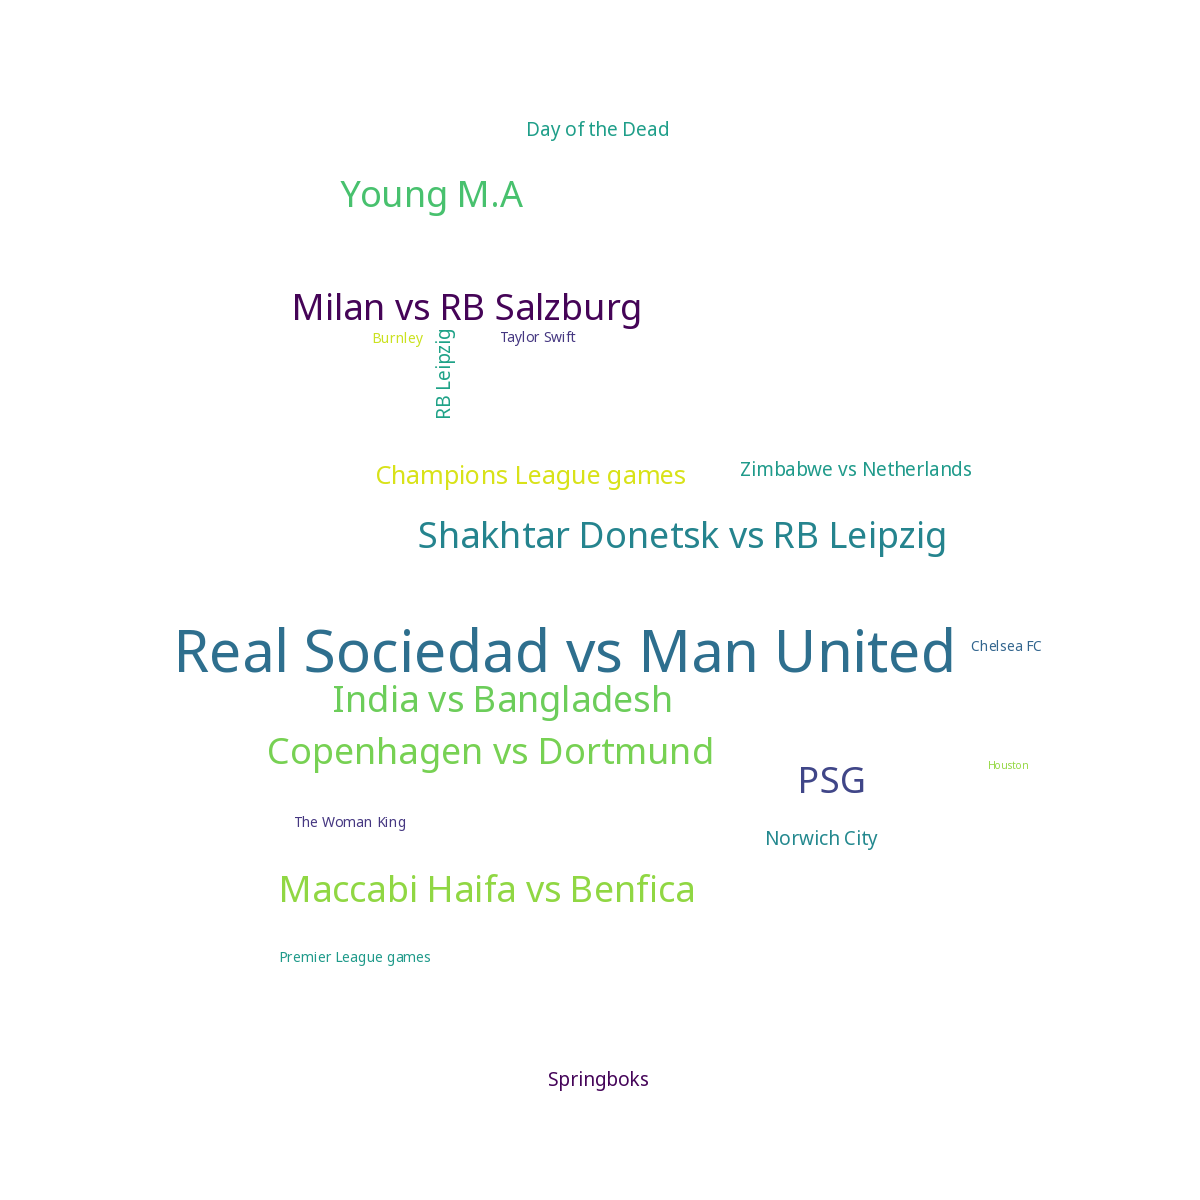 Day of the Dead
Young M.A
Milan vs RB Salzburg
Burnley
RB Leipzig
Taylor Swift
Champions League games
Zimbabwe vs Netherlands
Shakhtar Donetsk vs RB Leipzig
Real Sociedad vs Man United
Chelsea FC
India vs Bangladesh
Copenhagen vs Dortmund
PSG
Houston
The Woman King
Norwich City
Maccabi Haifa vs Benfica
Premier League games
Springboks